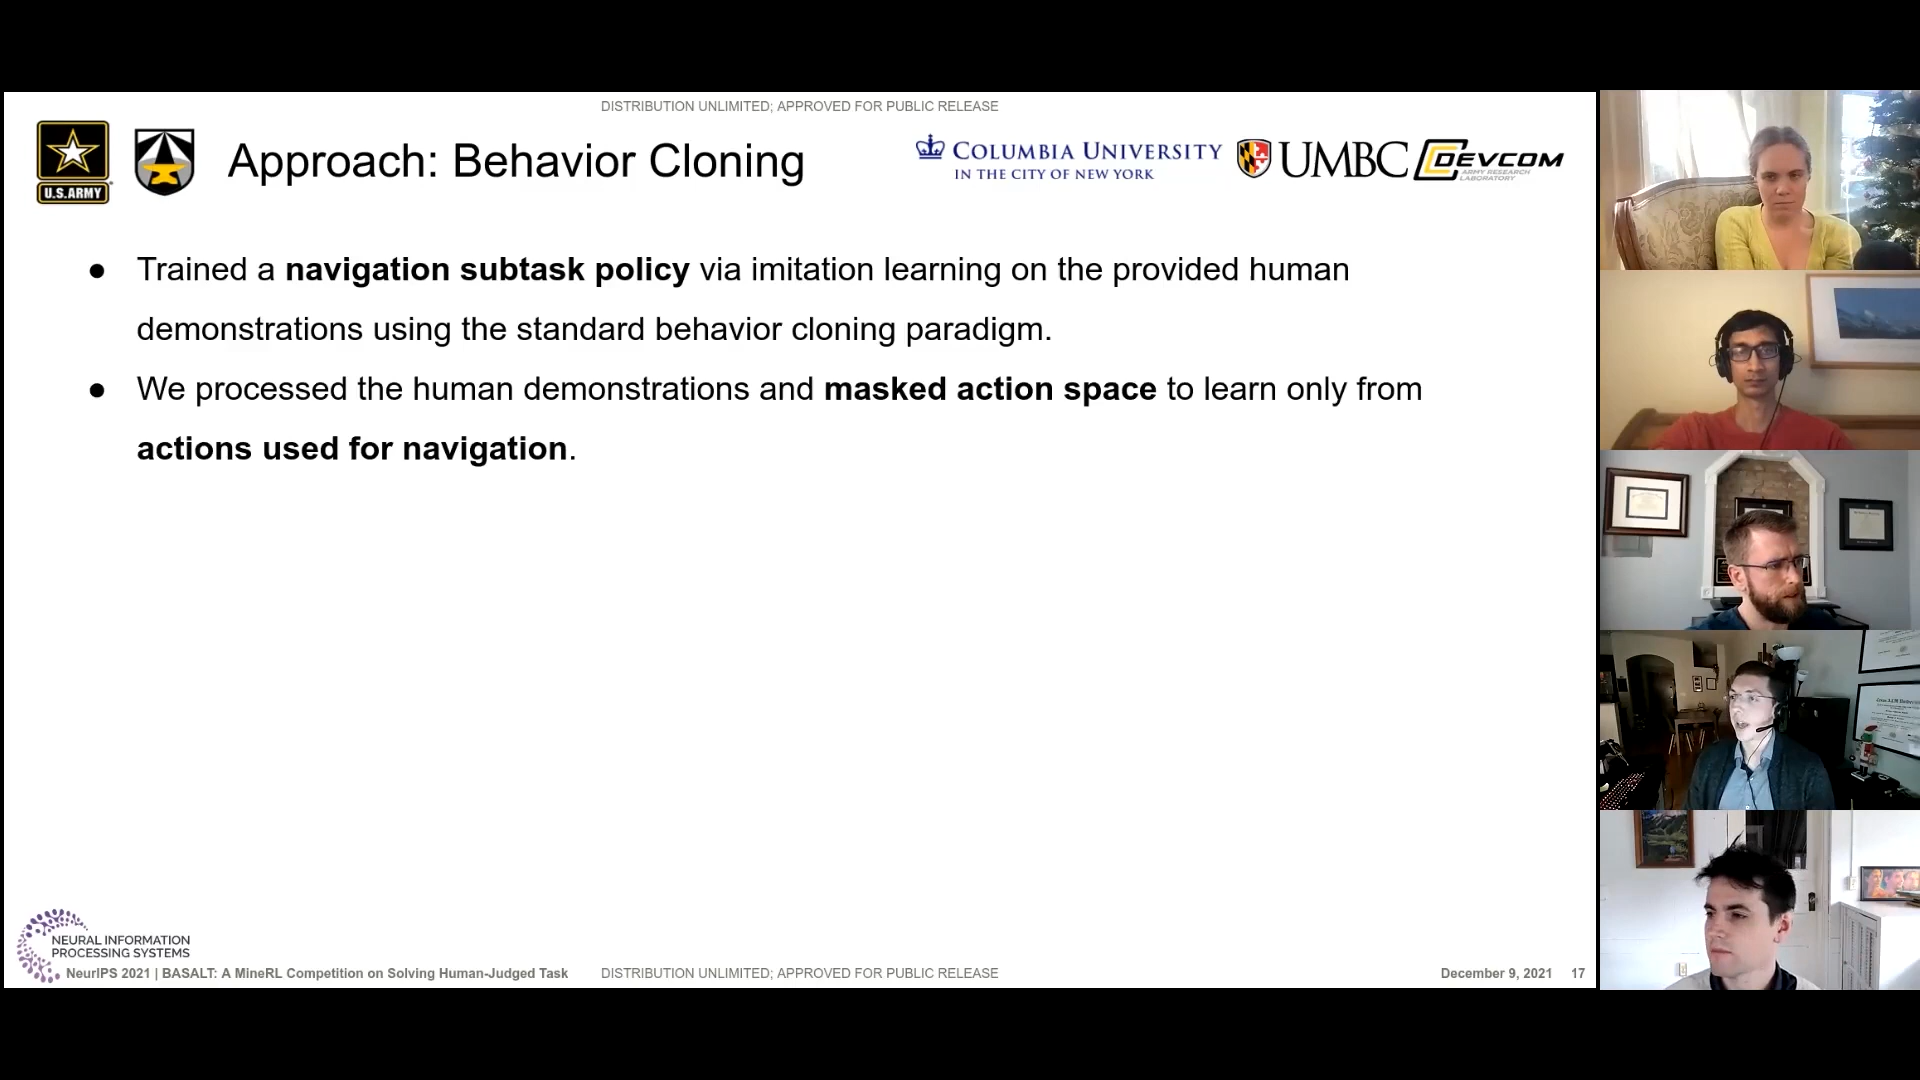 DISTRIBUTION UNLIMITED; APPROVED FOR PUBLIC RELEASE
U.S.ARMY
Approach: Behavior Cloning
COLUMBIA UNIVERSITY
IN THE CITY OF NEW YORK
UMBC
DEVCOM
ARMY RESEARCH
LABORATORY
● Trained a navigation subtask policy via imitation learning on the provided human
demonstrations using the standard behavior cloning paradigm.
● We processed the human demonstrations and masked action space to learn only from
actions used for navigation.
NEURAL INFORMATION
PROCESSING SYSTEMS
NeurIPS 2021 | BASALT: A MineRL Competition on Solving Human-Judged Task
DISTRIBUTION UNLIMITED; APPROVED FOR PUBLIC RELEASE
December 9, 2021 17